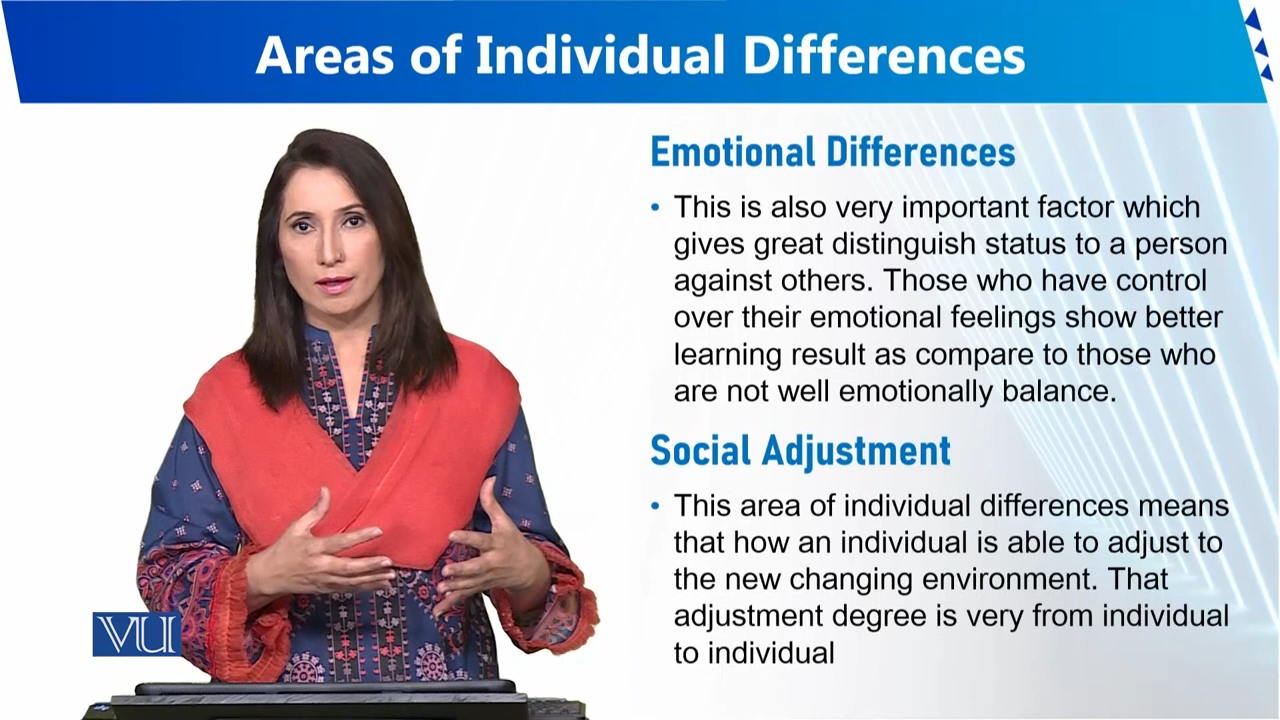 Areas of Individual Differences
Emotional Differences
• This is also very important factor which
gives great distinguish status to a person
against others. Those who have control
over their emotional feelings show better
learning result as compare to those who
are not well emotionally balance.
Social Adjustment
• This area of individual differences means
that how an individual is able to adjust to
the new changing environment. That
adjustment degree is very from individual
to individual
VU